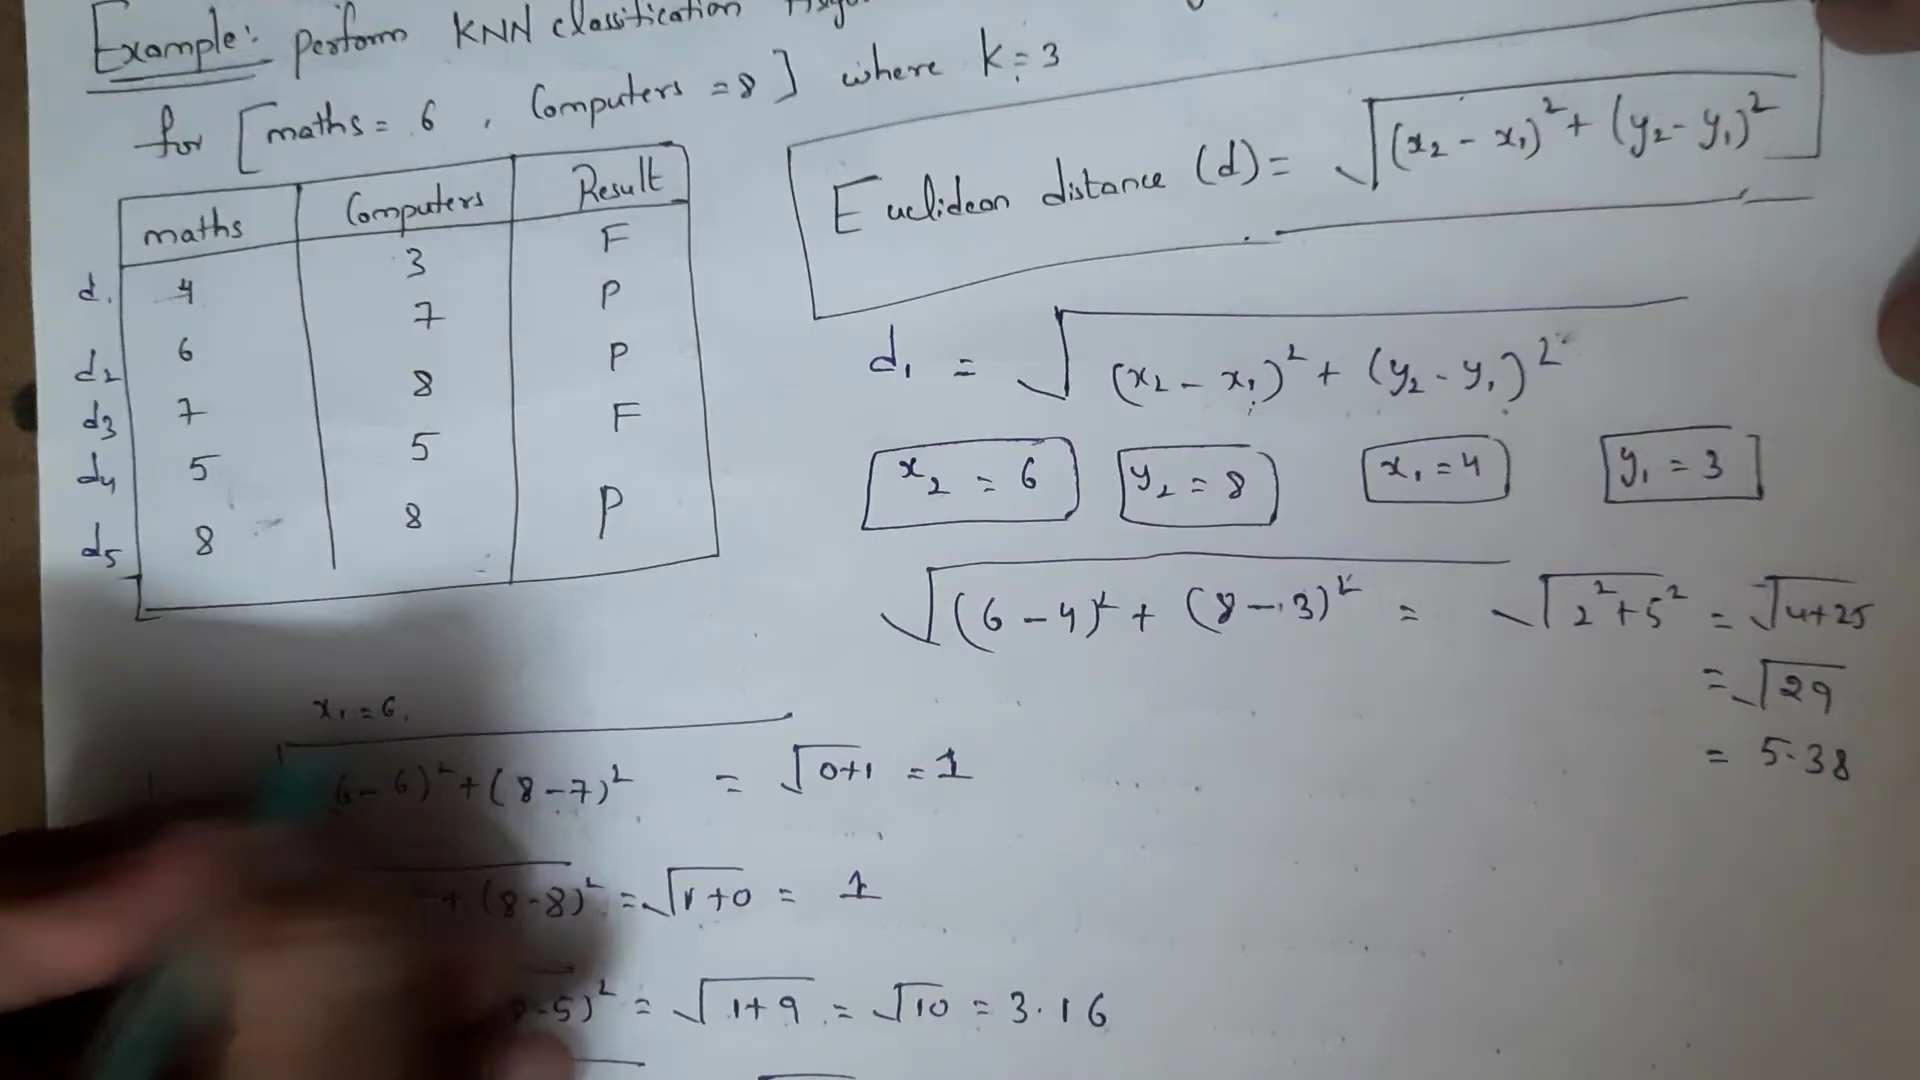 Example: perform KNN classification
for [maths = 6, Computers = 8] where k = 3
Euclidean distance (d) = √(x₂ - x₁)² + (y₂ - y₁)²
maths Computers Result
d₁ 4 3 F
d₂ 6 7 P
d₃ 7 8 P
d₄ 5 5 F
d₅ 8 8 P
d₁ = √(x₂ - x₁)² + (y₂ - y₁)²
x₂ = 6 y₂ = 8 x₁ = 4 y₁ = 3
√(6 - 4)² + (8 - 3)² = √2² + 5² = √4+25
= √29
= 5.38
x₁ = 6,
6 - 6)² + (8 - 7)² = √0+1 = 1
+ (8 - 8)² = √1+0 = 1
- 5)² = √1+9 = √10 = 3.16